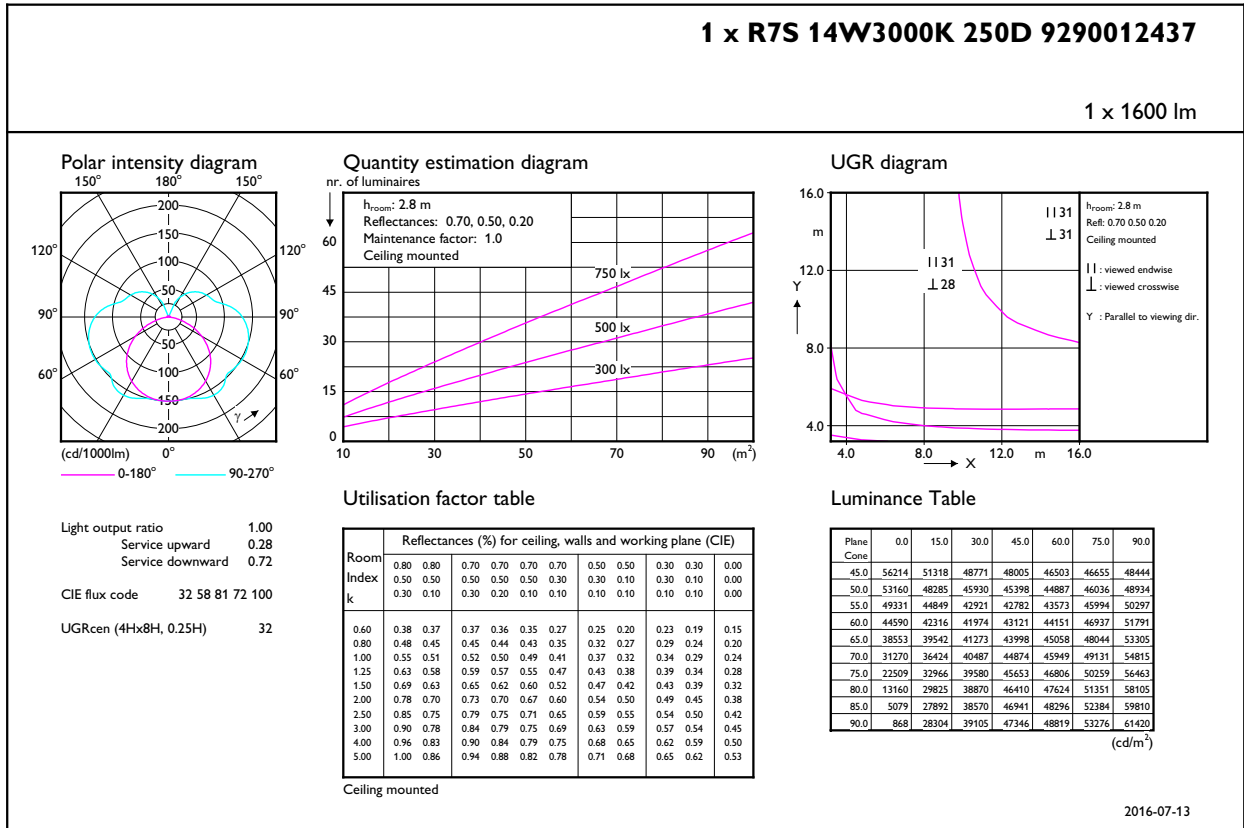 1 x R7S 14W3000K 250D 9290012437
1 x 1600 lm
Polar intensity diagram
150° 180° 150°
200
150
100
50
120° 120°
90° 90°
50
100
60° 60°
150
200
γ
(cd/1000lm) 0°
0-180° 90-270°
Light output ratio 1.00
Service upward 0.28
Service downward 0.72
CIE flux code 32 58 81 72 100
UGRcen (4Hx8H, 0.25H) 32
Quantity estimation diagram
nr. of luminaires
h room: 2.8 m
Reflectances: 0.70, 0.50, 0.20
Maintenance factor: 1.0
Ceiling mounted
60
45
30
15
0
750 lx
500 lx
300 lx
10 30 50 70 90 (m²)
UGR diagram
16.0
m
12.0
Y
8.0
4.0
4.0 8.0 12.0 m 16.0
X
II 31
⊥ 31
II 31
⊥ 28
h room: 2.8 m
Refl: 0.70 0.50 0.20
Ceiling mounted
II : viewed endwise
⊥ : viewed crosswise
Y : Parallel to viewing dir.
Utilisation factor table
Room Index k
Reflectances (%) for ceiling, walls and working plane (CIE)
0.80 0.80 0.70 0.70 0.70 0.70 0.50 0.50 0.30 0.30 0.00
0.50 0.50 0.50 0.50 0.50 0.30 0.30 0.10 0.30 0.10 0.00
0.30 0.10 0.30 0.20 0.10 0.10 0.10 0.10 0.10 0.10 0.00
0.60 0.38 0.37 0.37 0.36 0.35 0.27 0.25 0.20 0.23 0.19 0.15
0.80 0.48 0.45 0.45 0.44 0.43 0.35 0.32 0.27 0.29 0.24 0.20
1.00 0.55 0.51 0.52 0.50 0.49 0.41 0.37 0.32 0.34 0.29 0.24
1.25 0.63 0.58 0.59 0.57 0.55 0.47 0.43 0.38 0.39 0.34 0.28
1.50 0.69 0.63 0.65 0.62 0.60 0.52 0.47 0.42 0.43 0.39 0.32
2.00 0.78 0.70 0.73 0.70 0.67 0.60 0.54 0.50 0.49 0.45 0.38
2.50 0.85 0.75 0.79 0.75 0.71 0.65 0.59 0.55 0.54 0.50 0.42
3.00 0.90 0.78 0.84 0.79 0.75 0.69 0.63 0.59 0.57 0.54 0.45
4.00 0.96 0.83 0.90 0.84 0.79 0.75 0.68 0.65 0.62 0.59 0.50
5.00 1.00 0.86 0.94 0.88 0.82 0.78 0.71 0.68 0.65 0.62 0.53
Ceiling mounted
Luminance Table
Plane 0.0 15.0 30.0 45.0 60.0 75.0 90.0
Cone
45.0 56214 51318 48771 48005 46503 46655 48444
50.0 53160 48285 45930 45398 44887 46036 48934
55.0 49331 44849 42921 42782 43573 45994 50297
60.0 44590 42316 41974 43121 44151 46937 51791
65.0 38553 39542 41273 43998 45058 48044 53305
70.0 31270 36424 40487 44874 45949 49131 54815
75.0 22509 32966 39580 45653 46806 50259 56463
80.0 13160 29825 38870 46410 47624 51351 58105
85.0 5079 27892 38570 46941 48296 52384 59810
90.0 868 28304 39105 47346 48819 53276 61420
(cd/m²)
2016-07-13